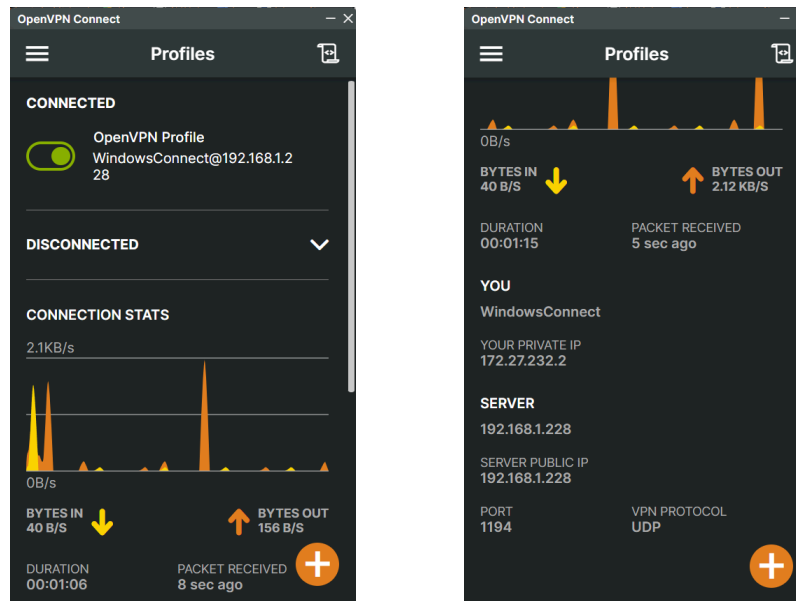 OpenVPN Connect
Profiles
CONNECTED
OpenVPN Profile
WindowsConnect@192.168.1.2
28
DISCONNECTED
CONNECTION STATS
2.1KB/s
0B/s
BYTES IN
40 B/S
BYTES OUT
156 B/S
DURATION
00:01:06
PACKET RECEIVED
8 sec ago
OpenVPN Connect
Profiles
0B/s
BYTES IN
40 B/S
BYTES OUT
2.12 KB/S
DURATION
00:01:15
PACKET RECEIVED
5 sec ago
YOU
WindowsConnect
YOUR PRIVATE IP
172.27.232.2
SERVER
192.168.1.228
SERVER PUBLIC IP
192.168.1.228
PORT
1194
VPN PROTOCOL
UDP